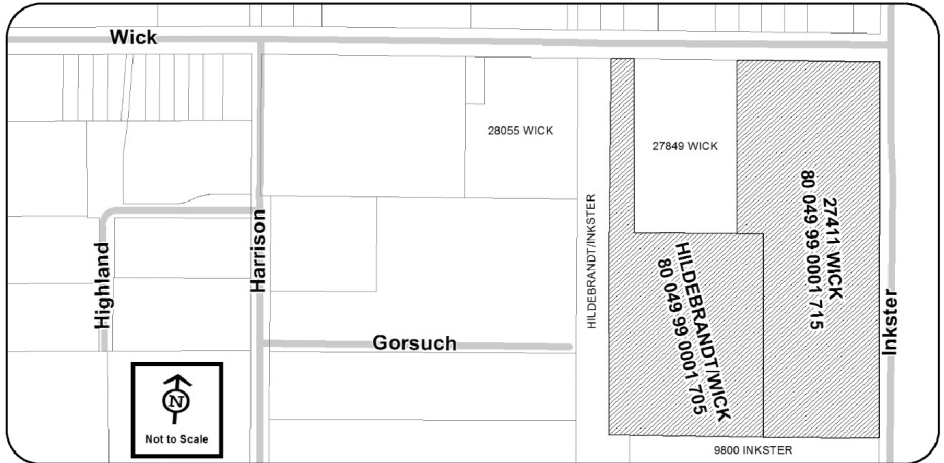 Wick
28055 WICK
27849 WICK
27411 WICK
80 049 99 0001 715
HILDEBRANDT/INKSTER
HILDEBRANDT/WICK
80 049 99 0001 705
Highland
Harrison
Inkster
Gorsuch
N
Not to Scale
9800 INKSTER